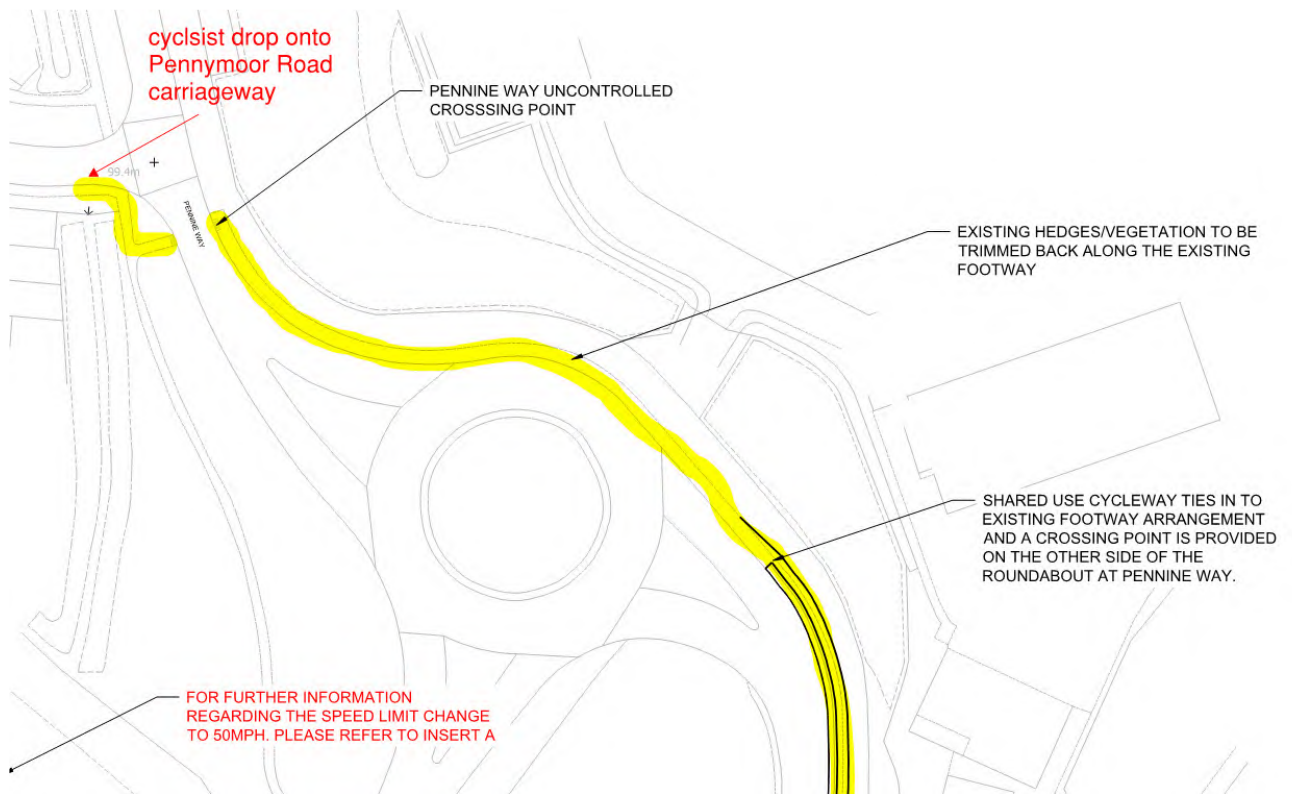 cyclsist drop onto
Pennymoor Road
carriageway
PENNINE WAY UNCONTROLLED
CROSSSING POINT
99.4m
PENNINE WAY
EXISTING HEDGES/VEGETATION TO BE
TRIMMED BACK ALONG THE EXISTING
FOOTWAY
SHARED USE CYCLEWAY TIES IN TO
EXISTING FOOTWAY ARRANGEMENT
AND A CROSSING POINT IS PROVIDED
ON THE OTHER SIDE OF THE
ROUNDABOUT AT PENNINE WAY.
FOR FURTHER INFORMATION
REGARDING THE SPEED LIMIT CHANGE
TO 50MPH. PLEASE REFER TO INSERT A